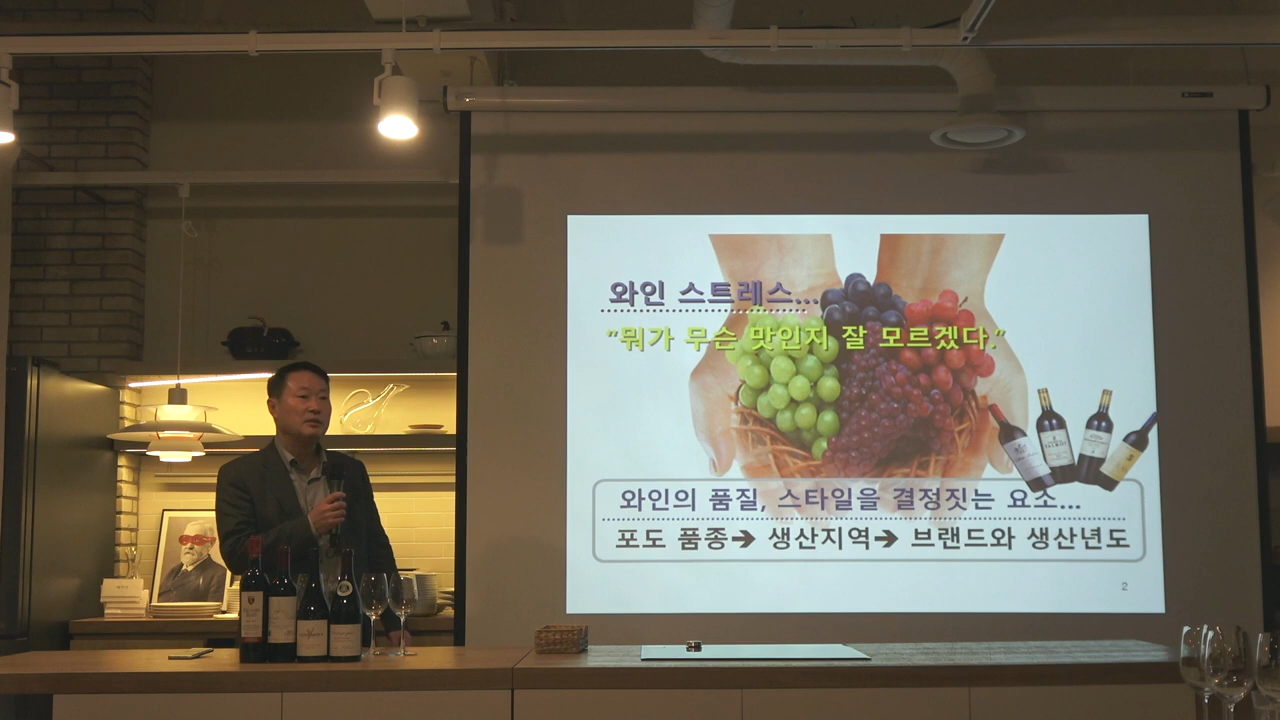 와인 스트레스...
"뭐가 무슨 맛인지 잘 모르겠다."
와인의 품질, 스타일을 결정짓는 요소...
포도 품종➔ 생산지역➔ 브랜드와 생산년도
2